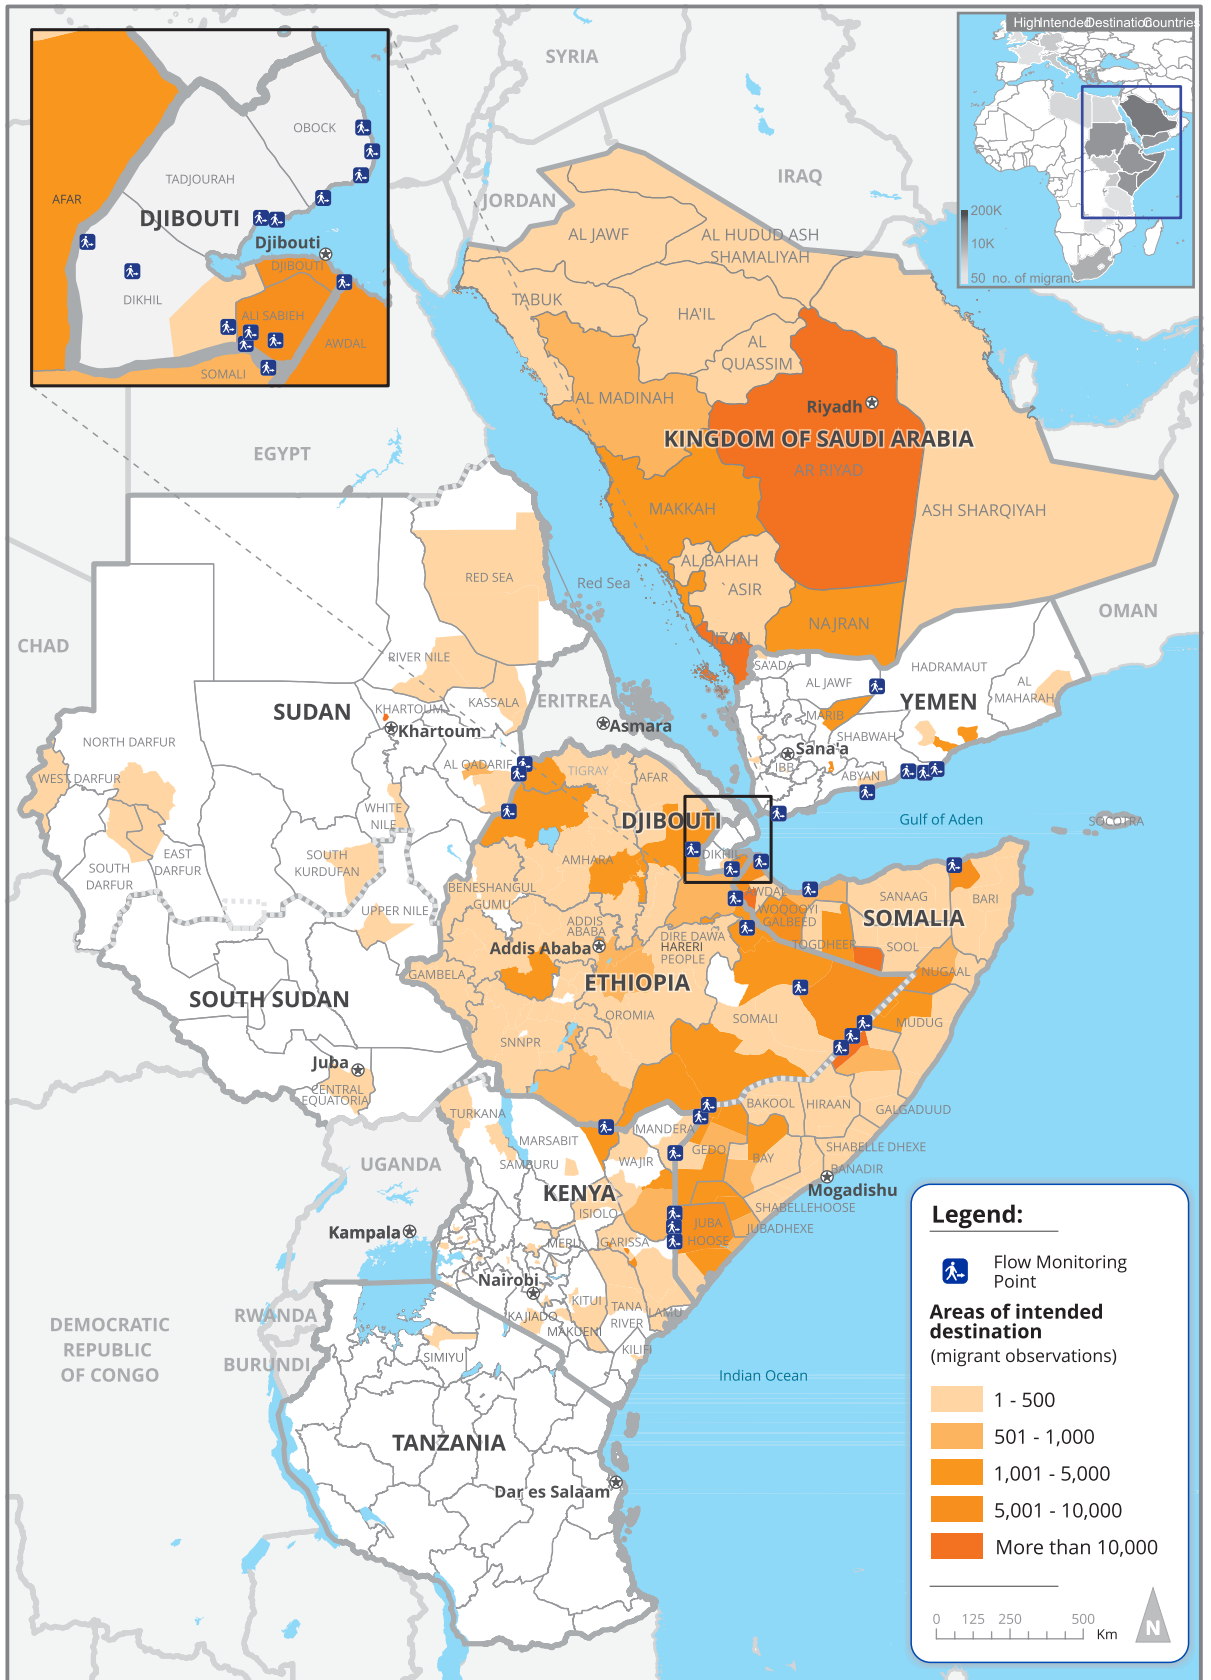 SYRIA
IRAQ
JORDAN
EGYPT
CHAD
OMAN
ERITREA
UGANDA
RWANDA
BURUNDI
DEMOCRATIC
REPUBLIC
OF CONGO
OBOCK
TADJOURAH
AFAR
DJIBOUTI
Djibouti
DJIBOUTI
DIKHIL
ALI SABIEH
AWDAL
SOMALI
High Intended Destination Countries
200K
10K
50 no. of migrant
AL JAWF
AL HUDUD ASH
SHAMALIYAH
TABUK
HA'IL
AL
QUASSIM
AL MADINAH
Riyadh
KINGDOM OF SAUDI ARABIA
AR RIYAD
MAKKAH
ASH SHARQIYAH
AL BAHAH
ASIR
NAJRAN
JIZAN
Red Sea
RED SEA
RIVER NILE
KHARTOUM
KASSALA
SUDAN
Khartoum
NORTH DARFUR
WEST DARFUR
AL QADARIF
WHITE
NILE
SOUTH
DARFUR
EAST
DARFUR
SOUTH
KURDUFAN
UPPER NILE
SOUTH SUDAN
Juba
CENTRAL
EQUATORIA
Asmara
SA'ADA
AL JAWF
HADRAMAUT
AL
MAHARAH
YEMEN
MARIB
SHABWAH
Sana'a
IBB
ABYAN
Gulf of Aden
SOCOTRA
TIGRAY
AFAR
DJIBOUTI
DIKHIL
AMHARA
BENESHANGUL
GUMU
ADDIS
ABABA
Addis Ababa
DIRE DAWA
HARERI
PEOPLE
ETHIOPIA
GAMBELA
OROMIA
SOMALI
SNNPR
AWDAL
WOQOOYI
GALBEED
TOGDHEER
SANAAG
BARI
SOMALIA
SOOL
NUGAAL
MUDUG
BAKOOL
HIRAAN
GALGADUUD
SHABELLE DHEXE
BANADIR
Mogadishu
SHABELLEHOOSE
JUBADHEXE
GEDO
BAY
JUBA
HOOSE
TURKANA
MARSABIT
MANDERA
SAMBURU
WAJIR
KENYA
ISIOLO
MERU
GARISSA
Nairobi
KITUI
TANA
RIVER
LAMU
KAJIADO
MAKUENI
KILIFI
Kampala
SIMIYU
TANZANIA
Dar es Salaam
Indian Ocean
Legend:
Flow Monitoring
Point
Areas of intended
destination
(migrant observations)
1 - 500
501 - 1,000
1,001 - 5,000
5,001 - 10,000
More than 10,000
0 125 250 500
Km
N